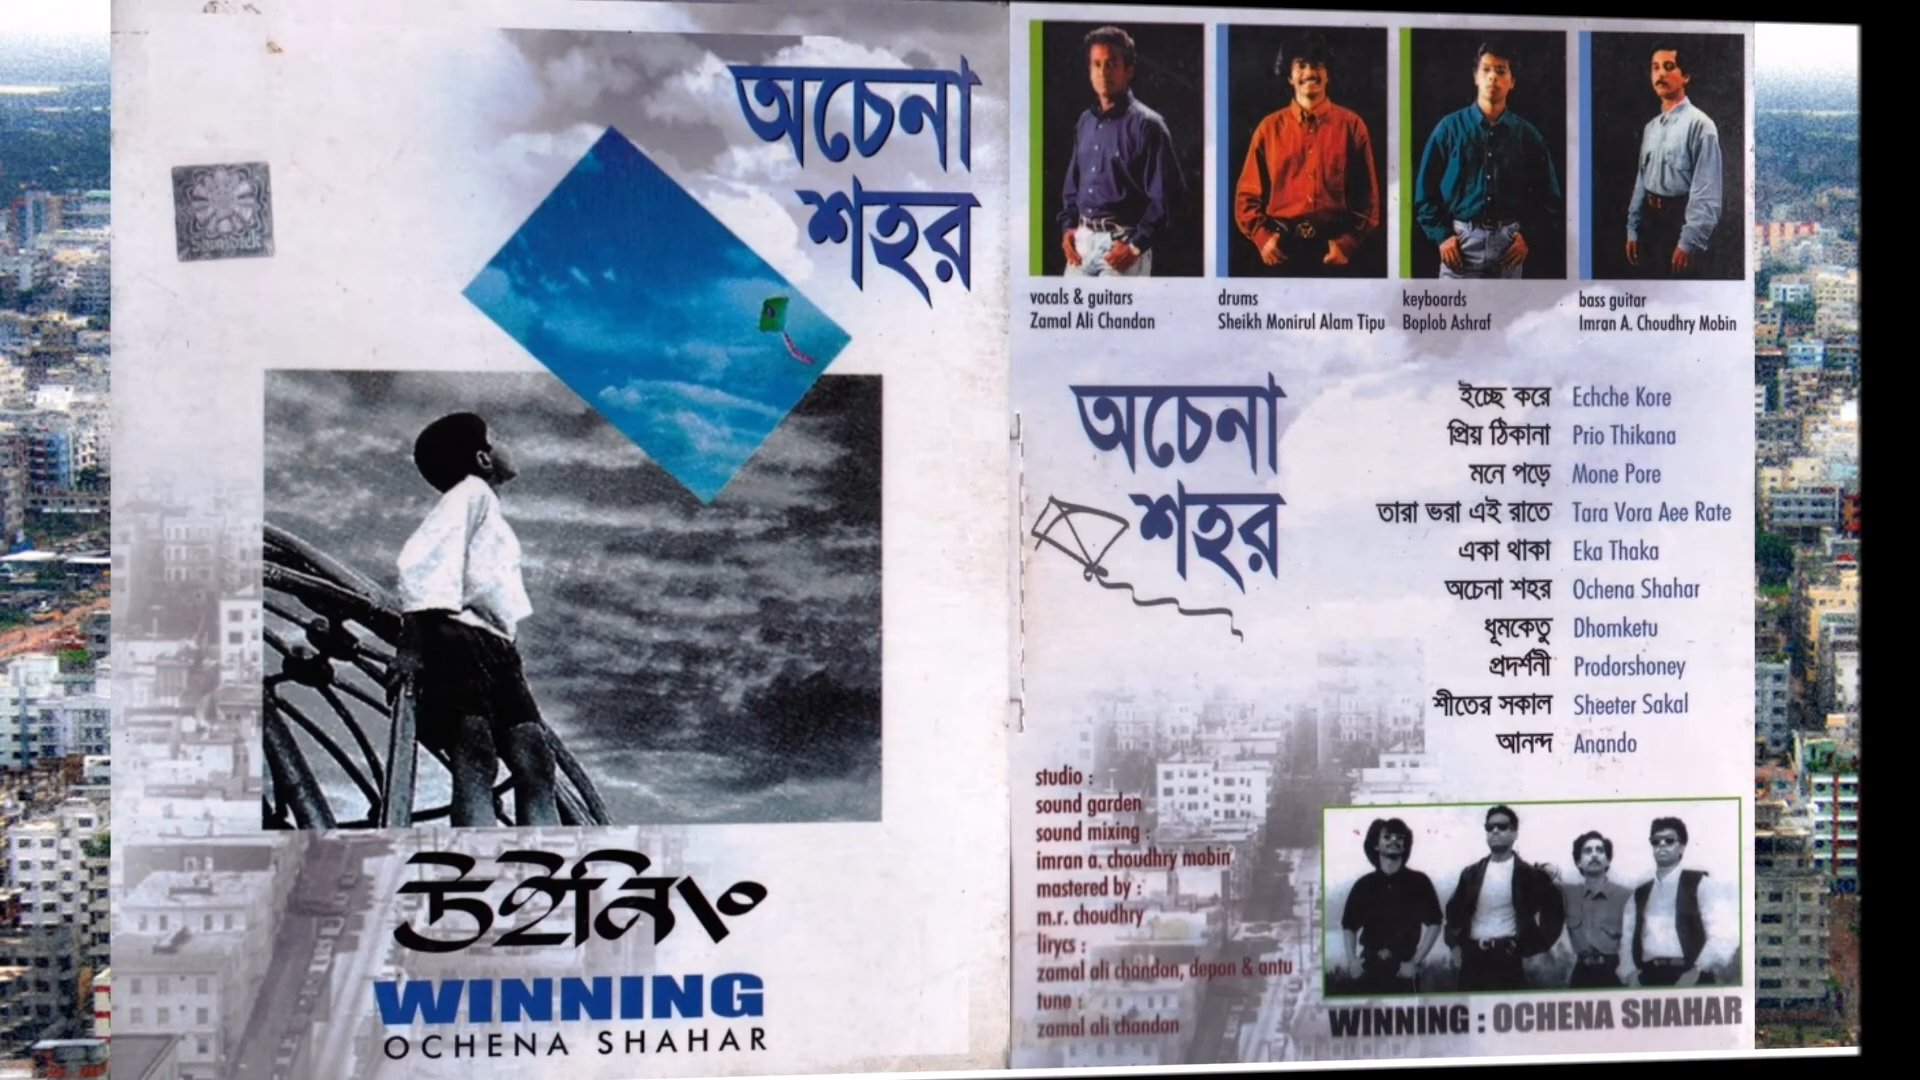 অচেনা
শহর
উইনিং
WINNING
OCHENA SHAHAR
vocals & guitars
Zamal Ali Chandan
drums
Sheikh Monirul Alam Tipu
keyboards
Boplob Ashraf
bass guitar
Imran A. Choudhry Mobin
অচেনা
শহর
ইচ্ছে করে Echche Kore
প্রিয় ঠিকানা Prio Thikana
মনে পড়ে Mone Pore
তারা ভরা এই রাতে Tara Vora Aee Rate
একা থাকা Eka Thaka
অচেনা শহর Ochena Shahar
ধূমকেতু Dhomketu
প্রদর্শনী Prodorshoney
শীতের সকাল Sheeter Sakal
আনন্দ Anando
studio :
sound garden
sound mixing :
imran a. choudhry mobin
mastered by :
m.r. choudhry
lirycs :
zamal ali chandan, depon & antu
tune :
zamal ali chandan
WINNING : OCHENA SHAHAR